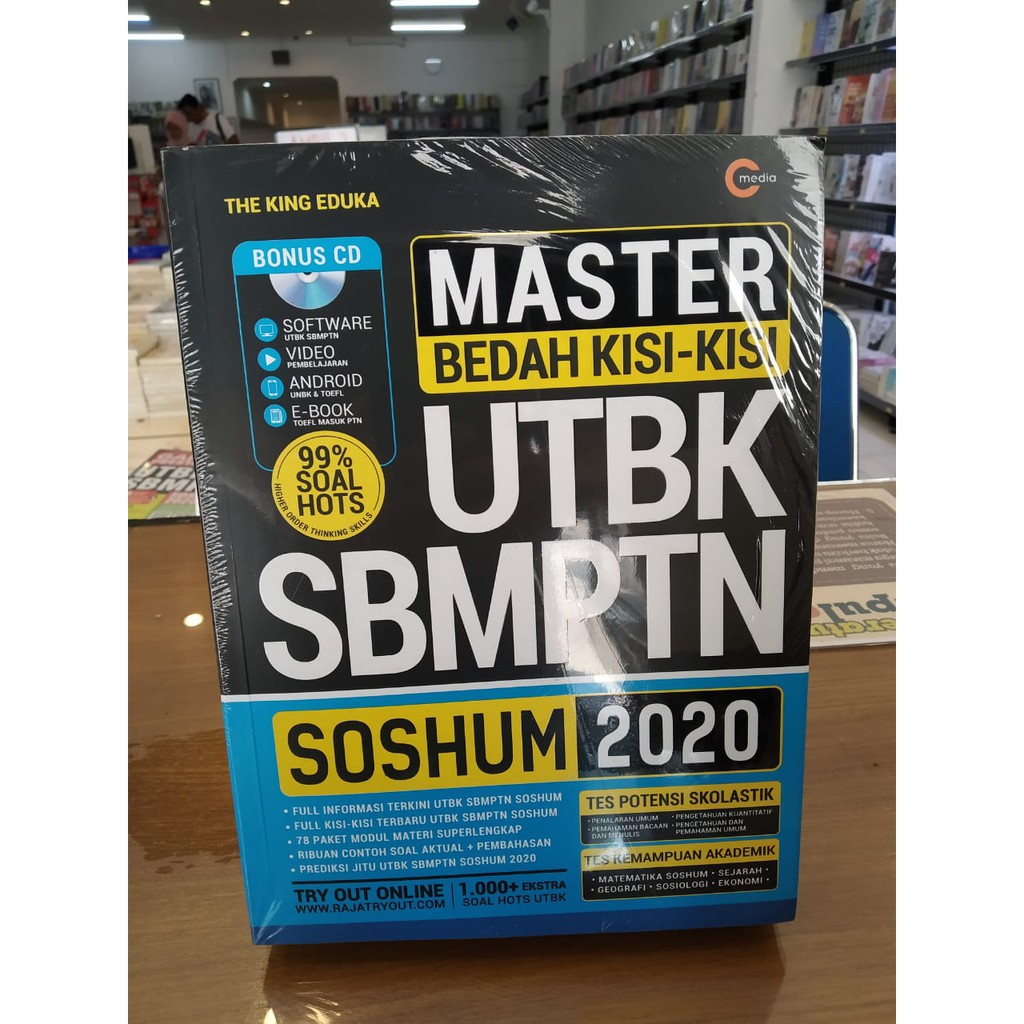 THE KING EDUKA
C media
BONUS CD
SOFTWARE
UTBK SBMPTN
VIDEO
PEMBELAJARAN
ANDROID
UNBK & TOEFL
E-BOOK
TOEFL MASUK PTN
99%
SOAL
HOTS
HIGHER ORDER THINKING SKILLS
MASTER
BEDAH KISI-KISI
UTBK
SBMPTN
SOSHUM 2020
• FULL INFORMASI TERKINI UTBK SBMPTN SOSHUM
• FULL KISI-KISI TERBARU UTBK SBMPTN SOSHUM
• 78 PAKET MODUL MATERI SUPERLENGKAP
• RIBUAN CONTOH SOAL AKTUAL + PEMBAHASAN
• PREDIKSI JITU UTBK SBMPTN SOSHUM 2020
TRY OUT ONLINE
WWW.RAJATRYOUT.COM
1.000+ EKSTRA
SOAL HOTS UTBK
TES POTENSI SKOLASTIK
• PENALARAN UMUM
• PEMAHAMAN BACAAN
DAN MENULIS
• PENGETAHUAN KUANTITATIF
• PENGETAHUAN DAN
PEMAHAMAN UMUM
TES KEMAMPUAN AKADEMIK
• MATEMATIKA SOSHUM • SEJARAH •
• GEOGRAFI • SOSIOLOGI • EKONOMI •
UTBK
SBM